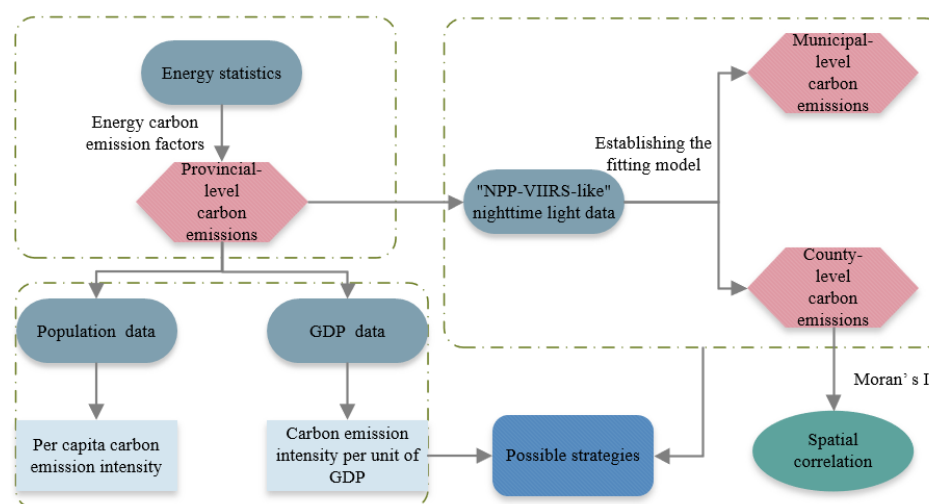 Energy statistics
Energy carbon
emission factors
Provincial-
level
carbon
emissions
"NPP-VIIRS-like"
nighttime light data
Establishing the
fitting model
Municipal-
level
carbon
emissions
County-
level
carbon
emissions
Population data
GDP data
Per capita carbon
emission intensity
Carbon emission
intensity per unit of
GDP
Possible strategies
Moran' s I
Spatial
correlation